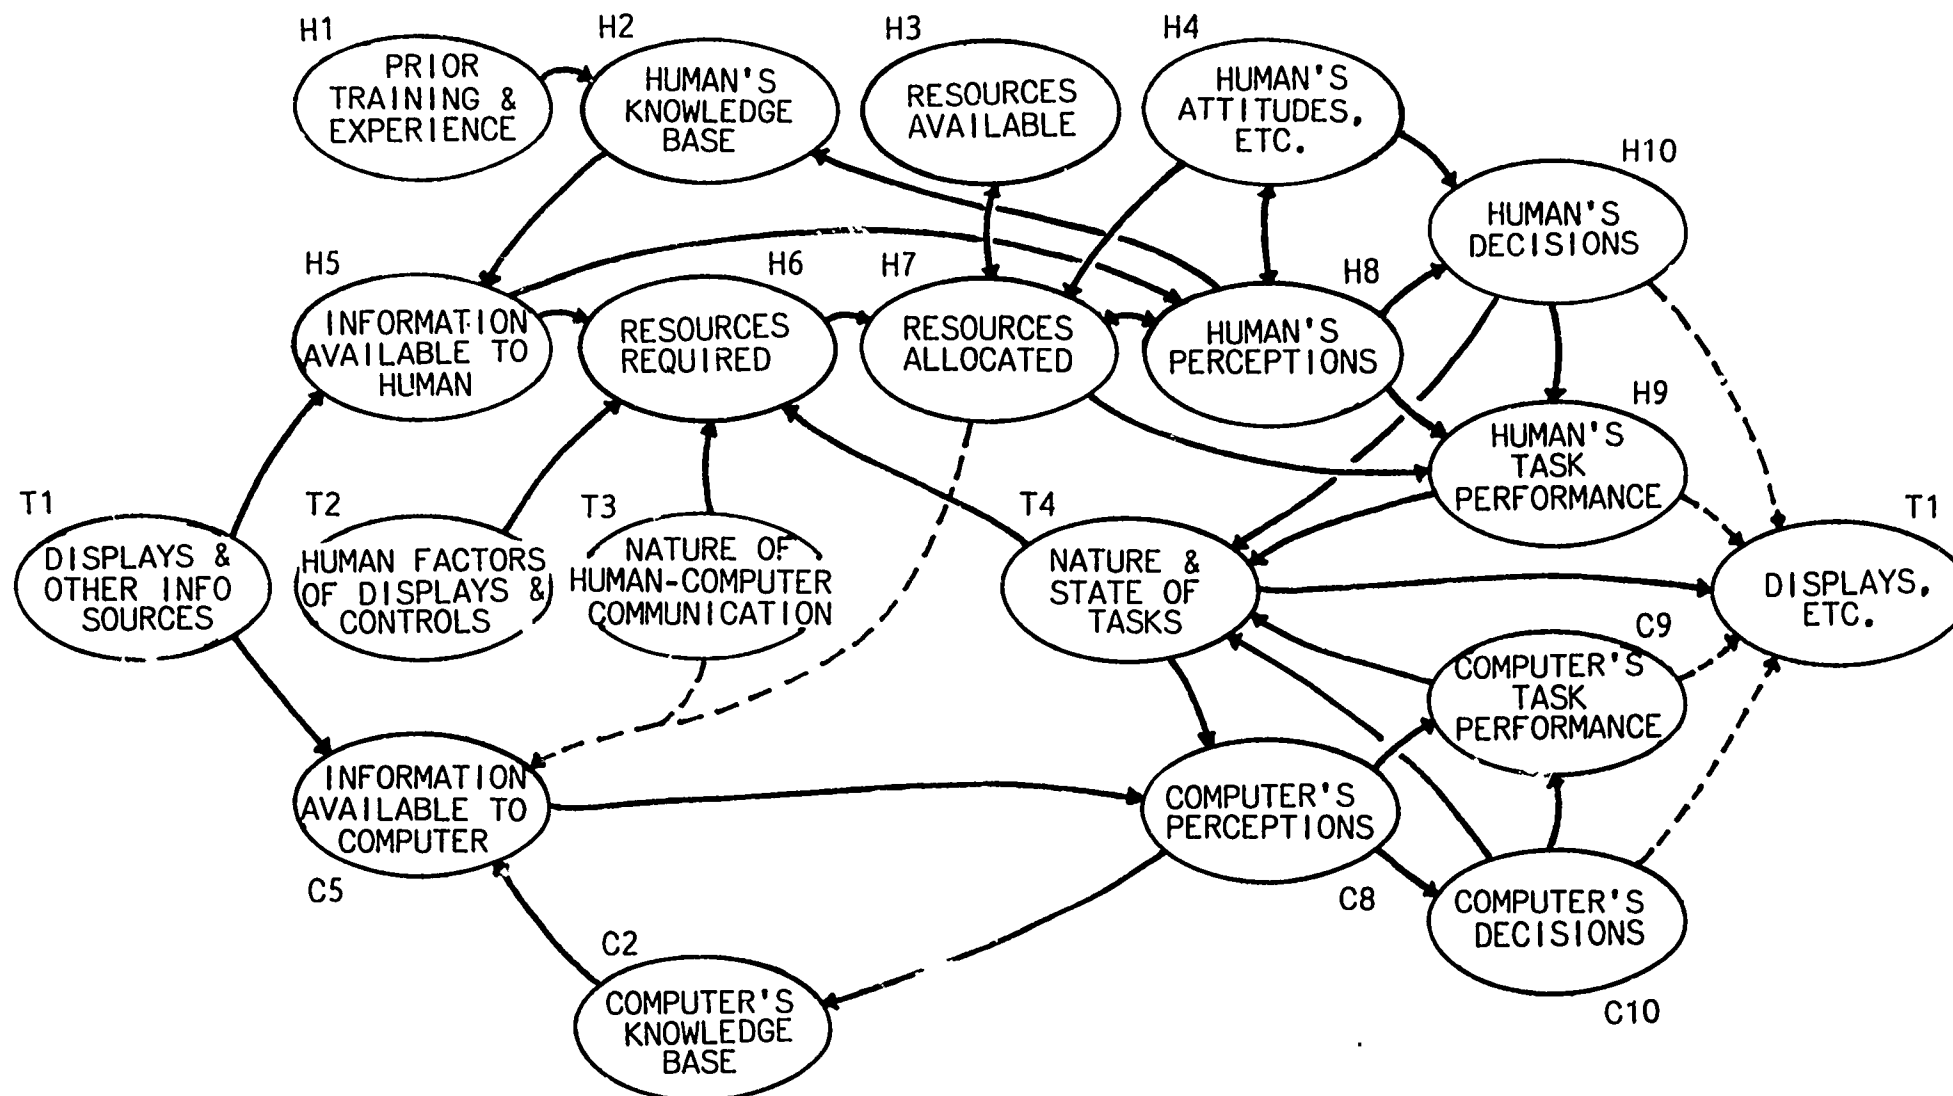 H1
PRIOR
TRAINING &
EXPERIENCE
H2
HUMAN'S
KNOWLEDGE
BASE
H3
RESOURCES
AVAILABLE
H4
HUMAN'S
ATTITUDES,
ETC.
H10
HUMAN'S
DECISIONS
H5
INFORMATION
AVAILABLE TO
HUMAN
H6
RESOURCES
REQUIRED
H7
RESOURCES
ALLOCATED
H8
HUMAN'S
PERCEPTIONS
H9
HUMAN'S
TASK
PERFORMANCE
T1
DISPLAYS &
OTHER INFO
SOURCES
T2
HUMAN FACTORS
OF DISPLAYS &
CONTROLS
T3
NATURE OF
HUMAN-COMPUTER
COMMUNICATION
T4
NATURE &
STATE OF
TASKS
T1
DISPLAYS,
ETC.
C9
COMPUTER'S
TASK
PERFORMANCE
INFORMATION
AVAILABLE TO
COMPUTER
C5
COMPUTER'S
PERCEPTIONS
C8
COMPUTER'S
DECISIONS
C10
C2
COMPUTER'S
KNOWLEDGE
BASE